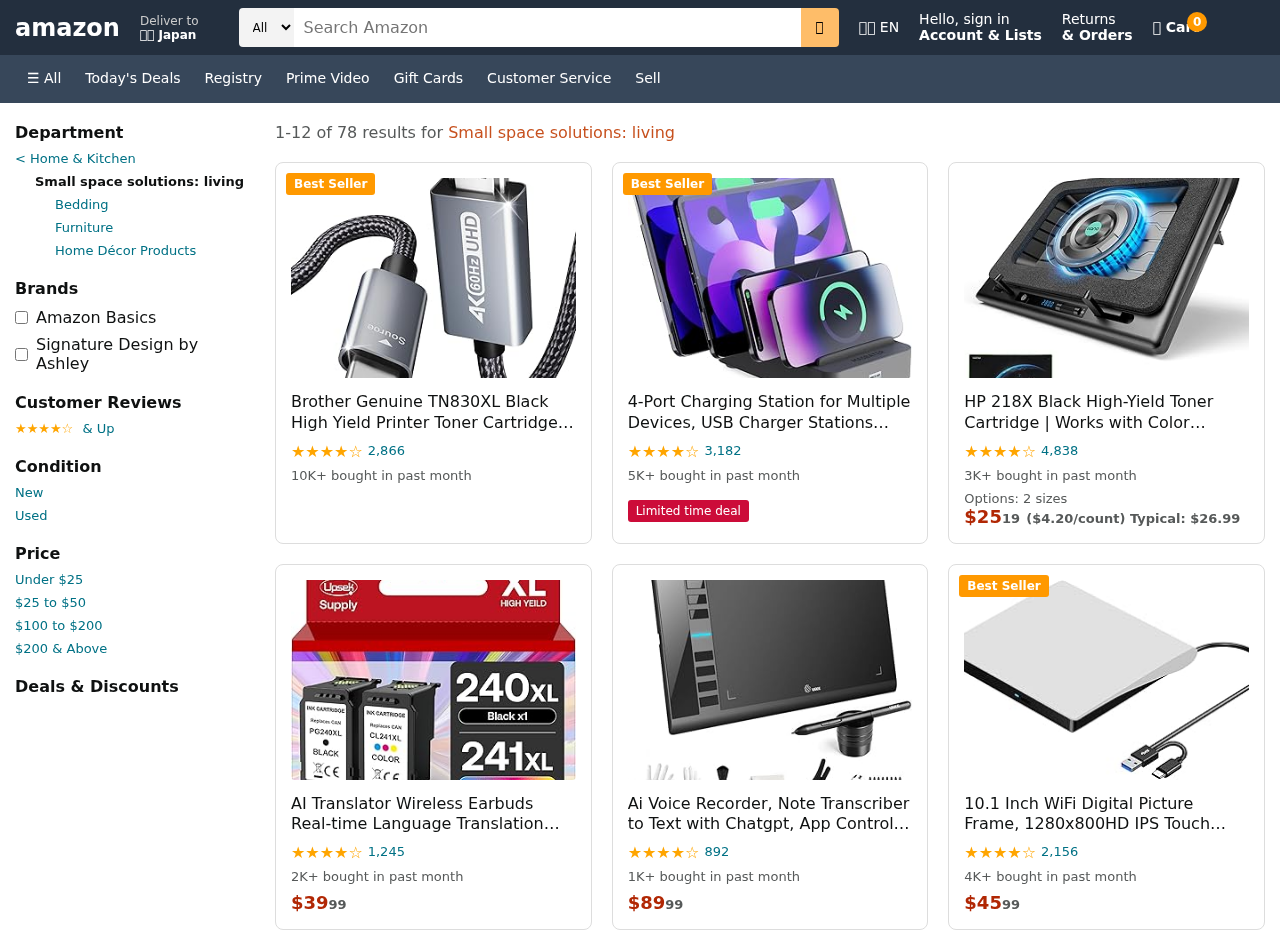 amazon
Deliver to
Japan
All
Search Amazon
EN
Hello, sign in
Account & Lists
Returns
& Orders
0
☰ All
Today's Deals
Registry
Prime Video
Gift Cards
Customer Service
Sell
Department
< Home & Kitchen
Small space solutions: living
Bedding
Furniture
Home Décor Products
Brands
Amazon Basics
Signature Design by
Ashley
Customer Reviews
★★★★☆ & Up
Condition
New
Used
Price
Under $25
$25 to $50
$100 to $200
$200 & Above
Deals & Discounts
1-12 of 78 results for Small space solutions: living
Best Seller
4K 60Hz UHD
Source
Brother Genuine TN830XL Black
High Yield Printer Toner Cartridge...
★★★★☆ 2,866
10K+ bought in past month
Best Seller
4-Port Charging Station for Multiple
Devices, USB Charger Stations...
★★★★☆ 3,182
5K+ bought in past month
Limited time deal
HP 218X Black High-Yield Toner
Cartridge | Works with Color...
★★★★☆ 4,838
3K+ bought in past month
Options: 2 sizes
$25 19 ($4.20/count) Typical: $26.99
Upsek
Supply
XL
HIGH YEILD
INK CARTRIDGE
Replaces CAN
PG240XL
BLACK
INK CARTRIDGE
Replaces CAN
CL241XL
COLOR
240XL
Black x1
241XL
AI Translator Wireless Earbuds
Real-time Language Translation...
★★★★☆ 1,245
2K+ bought in past month
$39 99
Ai Voice Recorder, Note Transcriber
to Text with Chatgpt, App Control...
★★★★☆ 892
1K+ bought in past month
$89 99
Best Seller
10.1 Inch WiFi Digital Picture
Frame, 1280x800HD IPS Touch...
★★★★☆ 2,156
4K+ bought in past month
$45 99